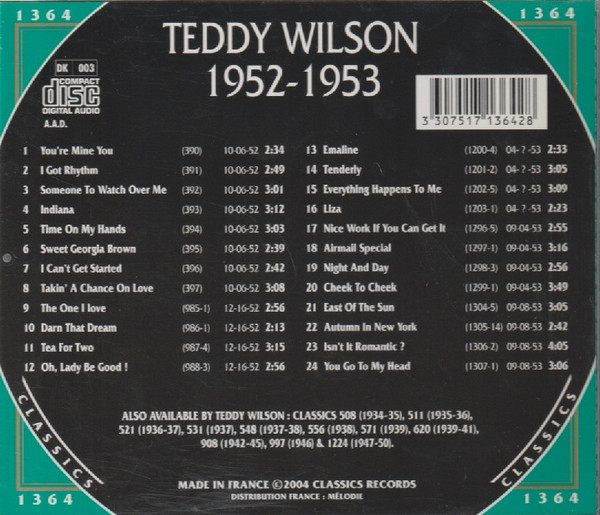 1364
1364
TEDDY WILSON
1952-1953
DK 003
COMPACT
disc
DIGITAL AUDIO
A.A.D.
3 307517 136428
1 You're Mine You (390) 10-06-52 2:34
2 I Got Rhythm (391) 10-06-52 2:49
3 Someone To Watch Over Me (392) 10-06-52 3:01
4 Indiana (393) 10-06-52 3:12
5 Time On My Hands (394) 10-06-52 3:03
6 Sweet Georgia Brown (395) 10-06-52 2:39
7 I Can't Get Started (396) 10-06-52 2:42
8 Takin' A Chance On Love (397) 10-06-52 3:08
9 The One I love (985-1) 12-16-52 2:56
10 Darn That Dream (986-1) 12-16-52 2:13
11 Tea For Two (987-4) 12-16-52 3:15
12 Oh, Lady Be Good ! (988-3) 12-16-52 2:56
13 Emaline (1200-4) 04- ? -53 2:33
14 Tenderly (1201-2) 04- ? -53 3:05
15 Everything Happens To Me (1202-5) 04- ? -53 3:09
16 Liza (1203-1) 04- ? -53 2:23
17 Nice Work If You Can Get It (1296-5) 09-04-53 2:55
18 Airmail Special (1297-1) 09-04-53 3:16
19 Night And Day (1298-3) 09-04-53 2:56
20 Cheek To Cheek (1299-1) 09-04-53 3:49
21 East Of The Sun (1304-5) 09-08-53 3:05
22 Autumn In New York (1305-14) 09-08-53 2:42
23 Isn't It Romantic ? (1306-2) 09-08-53 4:05
24 You Go To My Head (1307-1) 09-08-53 3:06
ALSO AVAILABLE BY TEDDY WILSON : CLASSICS 508 (1934-35), 511 (1935-36),
521 (1936-37), 531 (1937), 548 (1937-38), 556 (1938), 571 (1939), 620 (1939-41),
908 (1942-45), 997 (1946) & 1224 (1947-50).
CLASSICS
CLASSICS
MADE IN FRANCE ©2004 CLASSICS RECORDS
DISTRIBUTION FRANCE : MÉLODIE
1364
1364